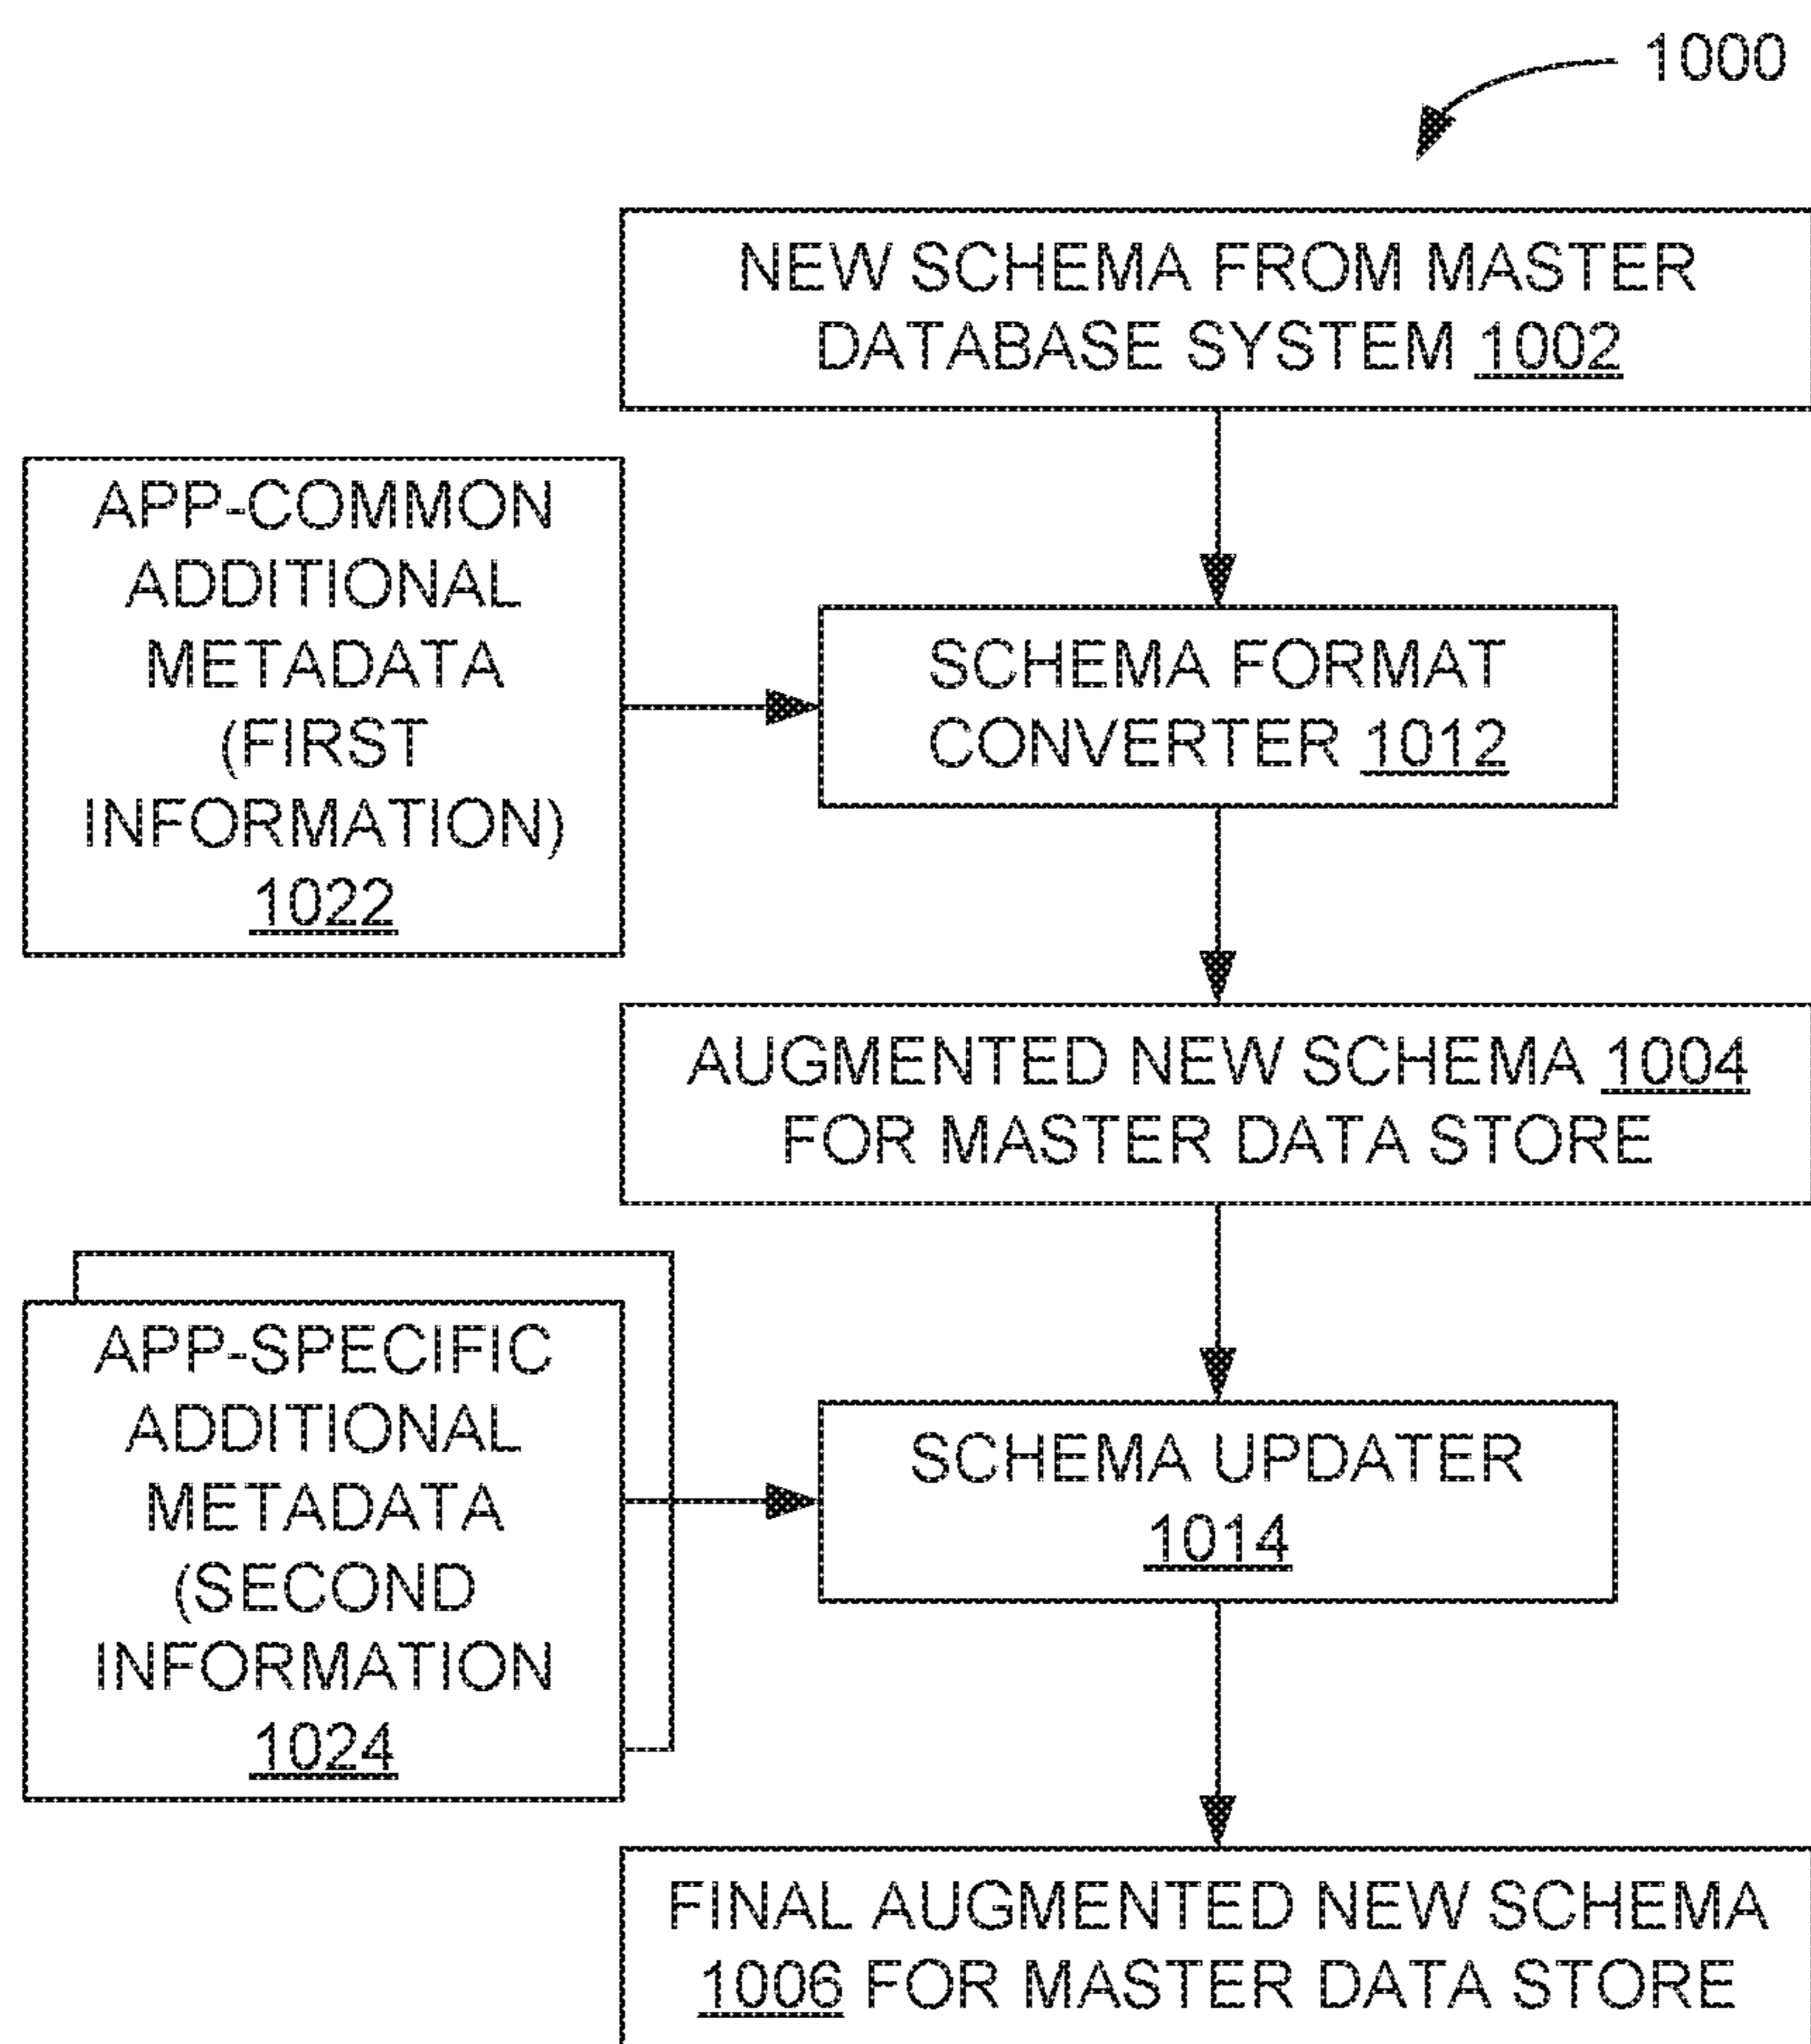 1000
NEW SCHEMA FROM MASTER
DATABASE SYSTEM 1002
APP-COMMON
ADDITIONAL
METADATA
(FIRST
INFORMATION)
1022
SCHEMA FORMAT
CONVERTER 1012
AUGMENTED NEW SCHEMA 1004
FOR MASTER DATA STORE
APP-SPECIFIC
ADDITIONAL
METADATA
(SECOND
INFORMATION
1024
SCHEMA UPDATER
1014
FINAL AUGMENTED NEW SCHEMA
1006 FOR MASTER DATA STORE